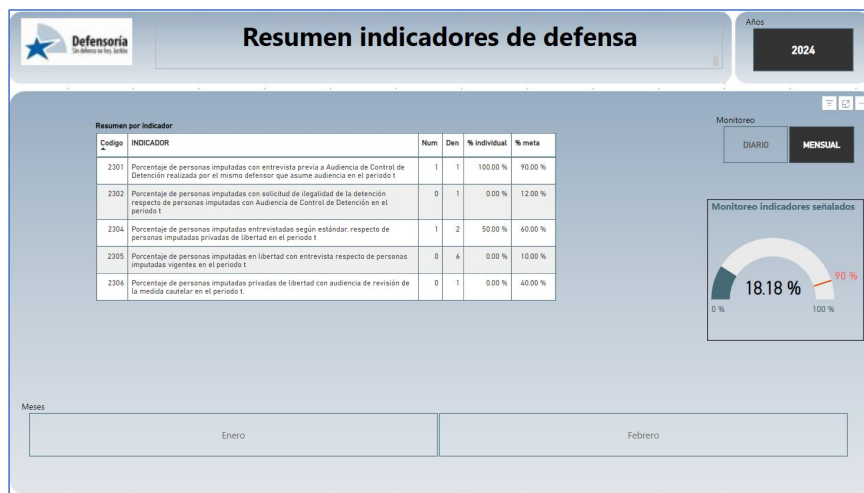 Defensoría
Sin defensa no hay Justicia
Resumen indicadores de defensa
Años
2024
Monitoreo
DIARIO
MENSUAL
Resumen por indicador
Codigo INDICADOR Num Den % individual % meta
2301 Porcentaje de personas imputadas con entrevista previa a Audiencia de Control de 1 1 100.00 % 90.00 %
Detención realizada por el mismo defensor que asume audiencia en el periodo t
2302 Porcentaje de personas imputadas con solicitud de ilegalidad de la detención 0 1 0.00 % 12.00 %
respecto de personas imputadas con Audiencia de Control de Detención en el
periodo t
2304 Porcentaje de personas imputadas entrevistadas según estándar. respecto de 1 2 50.00 % 60.00 %
personas imputadas privadas de libertad en el periodo t
2305 Porcentaje de personas imputadas en libertad con entrevista respecto de personas 0 6 0.00 % 10.00 %
imputadas vigentes en el periodo t
2306 Porcentaje de personas imputadas privadas de libertad con audiencia de revisión de 0 1 0.00 % 40.00 %
la medida cautelar en el periodo t.
Monitoreo indicadores señalados
90 %
18.18 %
0 % 100 %
Meses
Enero
Febrero